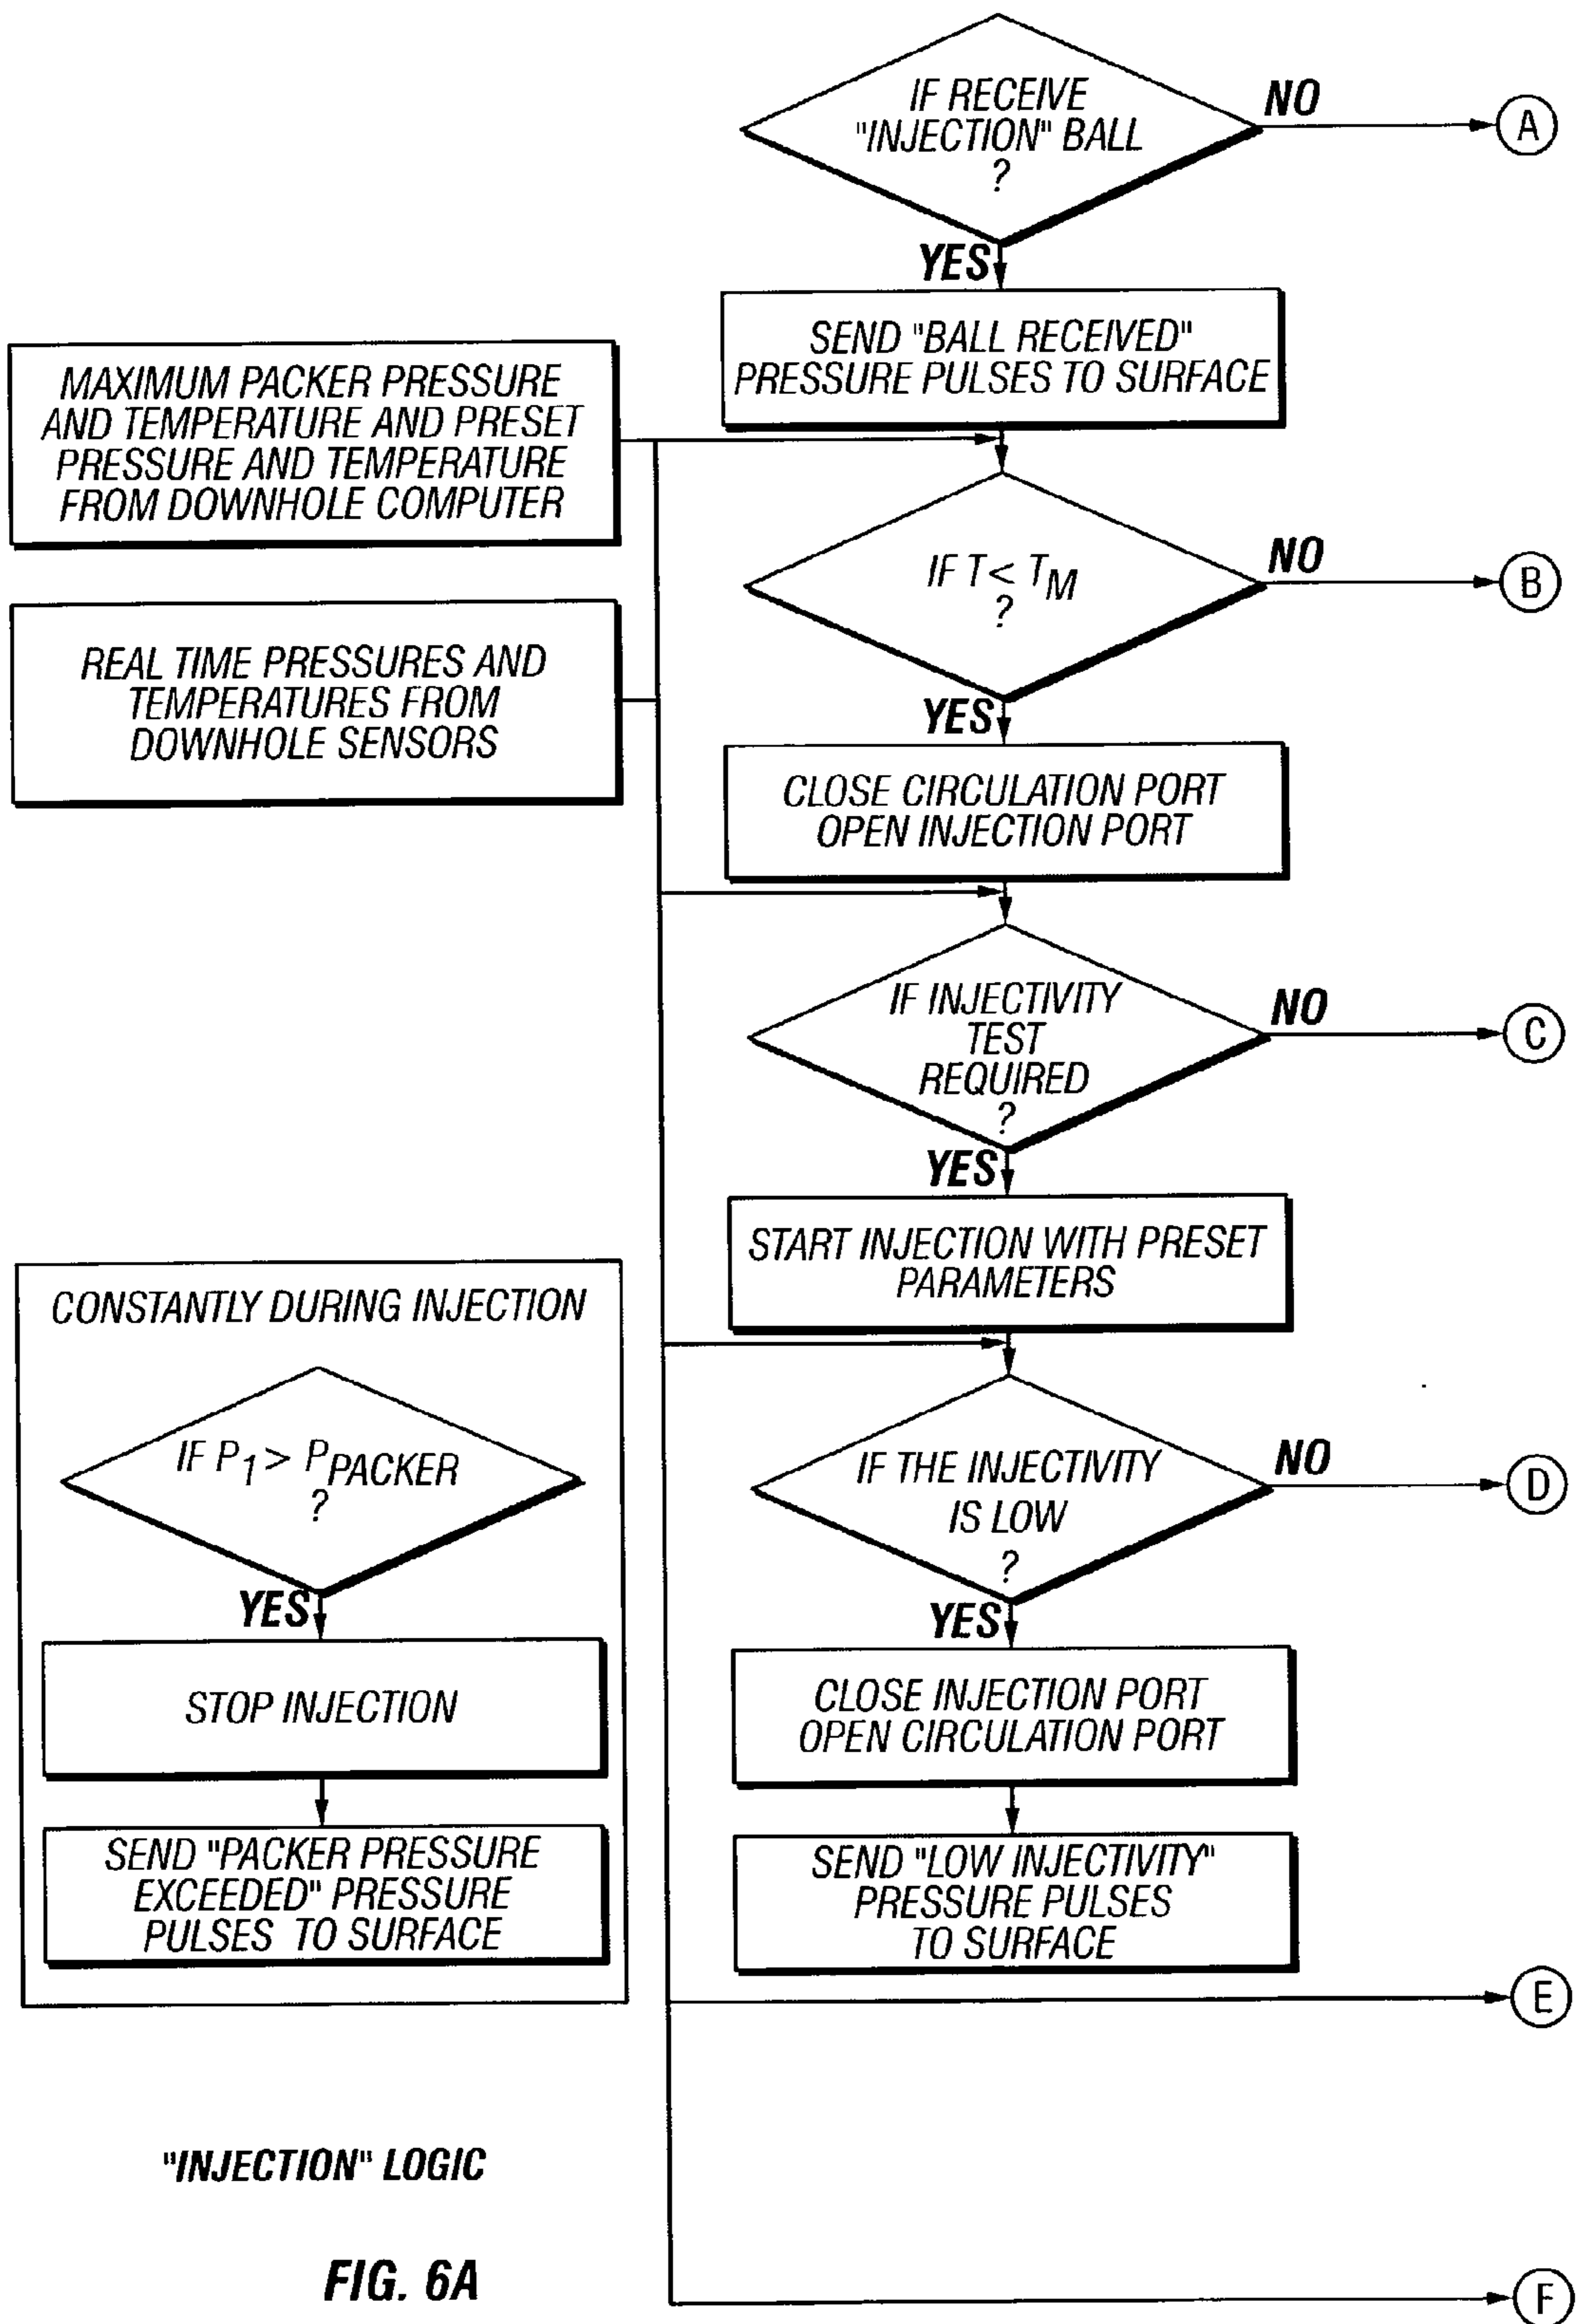 IF RECEIVE
"INJECTION" BALL
?
NO
A
YES
SEND "BALL RECEIVED"
PRESSURE PULSES TO SURFACE
MAXIMUM PACKER PRESSURE
AND TEMPERATURE AND PRESET
PRESSURE AND TEMPERATURE
FROM DOWNHOLE COMPUTER
IF T < TM
?
NO
B
REAL TIME PRESSURES AND
TEMPERATURES FROM
DOWNHOLE SENSORS
YES
CLOSE CIRCULATION PORT
OPEN INJECTION PORT
IF INJECTIVITY
TEST
REQUIRED
?
NO
C
YES
START INJECTION WITH PRESET
PARAMETERS
CONSTANTLY DURING INJECTION
IF P1 > PPACKER
?
YES
STOP INJECTION
SEND "PACKER PRESSURE
EXCEEDED" PRESSURE
PULSES TO SURFACE
IF THE INJECTIVITY
IS LOW
?
NO
D
YES
CLOSE INJECTION PORT
OPEN CIRCULATION PORT
SEND "LOW INJECTIVITY"
PRESSURE PULSES
TO SURFACE
E
"INJECTION" LOGIC
FIG. 6A
F